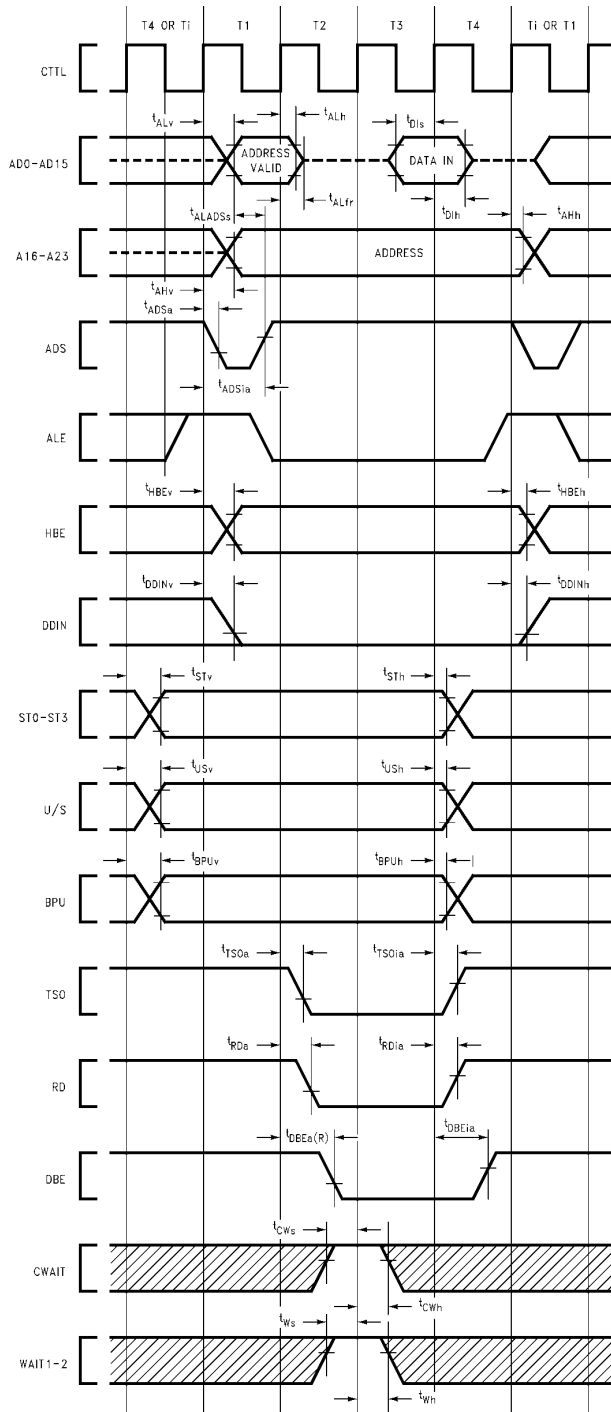 T4 OR Ti T1 T2 T3 T4 Ti OR T1
CTTL
tALv tALh tDIs
AD0-AD15 ADDRESS VALID DATA IN
tALADSs tALfr tDIh tAHh
A16-A23 ADDRESS
tAHv
tADSa
ADS
tADSia
ALE
tHBEv tHBEh
HBE
tDDINv tDDINh
DDIN
tSTv tSTh
ST0-ST3
tUSv tUSh
U/S
tBPUv tBPUh
BPU
tTSOa tTSOia
TSO
tRDa tRDia
RD
tDBEa(R) tDBEia
DBE
tCWs
CWAIT
tCWh
tWs
WAIT1-2
tWh